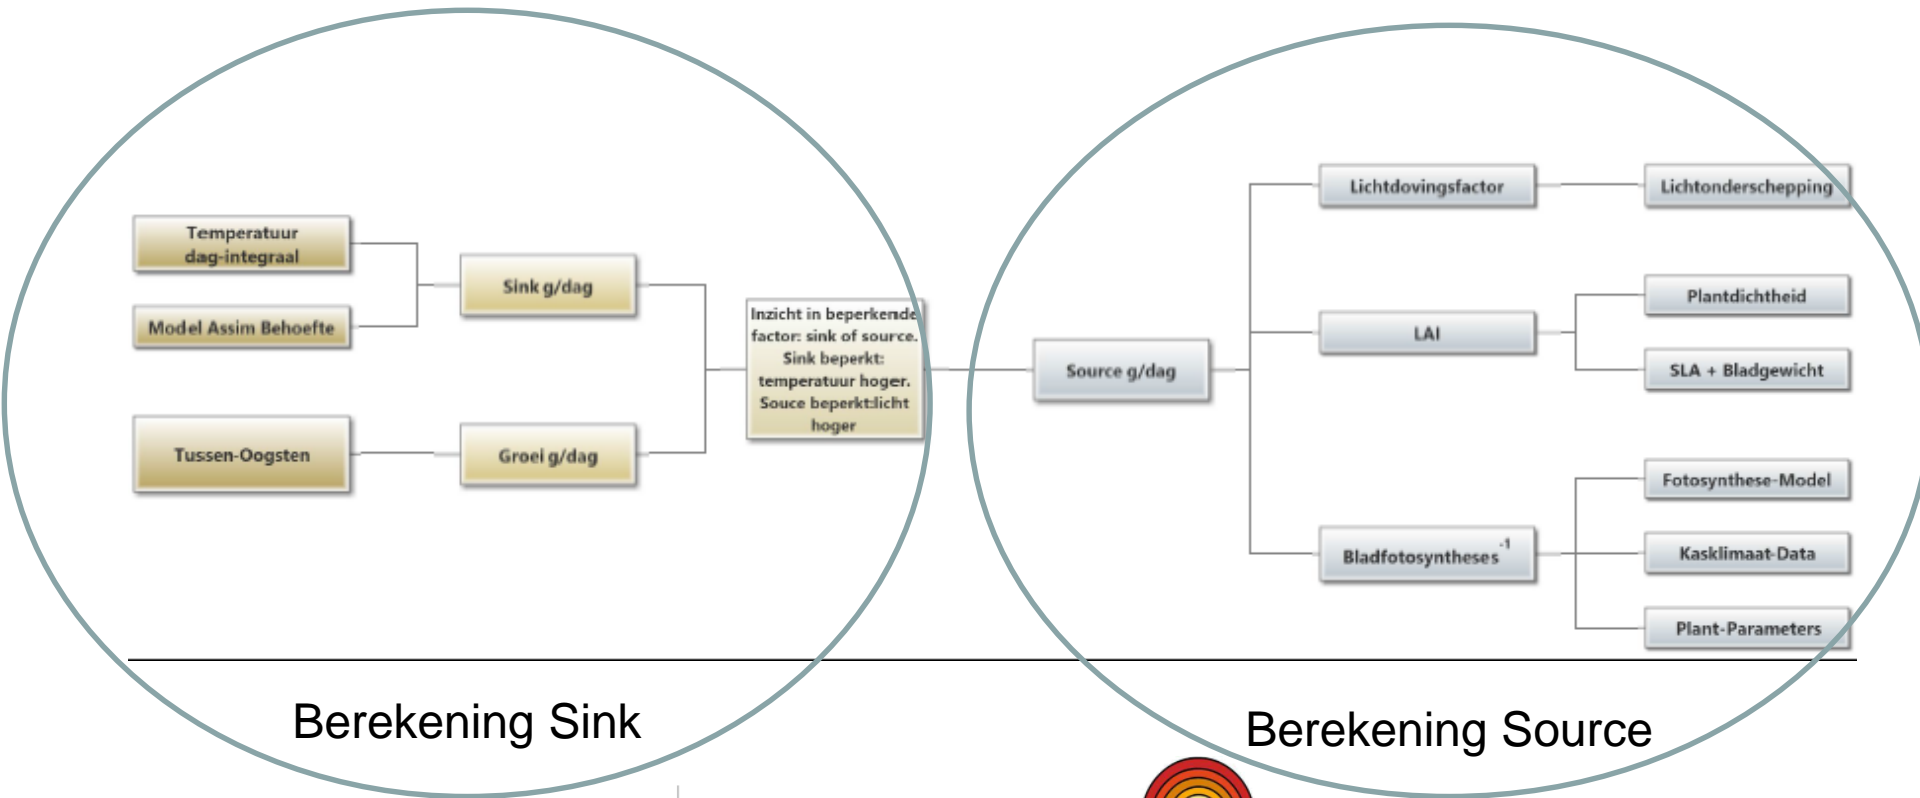 Temperatuur
dag-integraal
Model Assim Behoefte
Tussen-Oogsten
Sink g/dag
Groei g/dag
Inzicht in beperkende
factor: sink of source.
Sink beperkt:
temperatuur hoger.
Souce beperkt:licht
hoger
Source g/dag
Lichtdovingsfactor
LAI
Bladfotosyntheses-1
Lichtonderschepping
Plantdichtheid
SLA + Bladgewicht
Fotosynthese-Model
Kasklimaat-Data
Plant-Parameters
Berekening Sink
Berekening Source